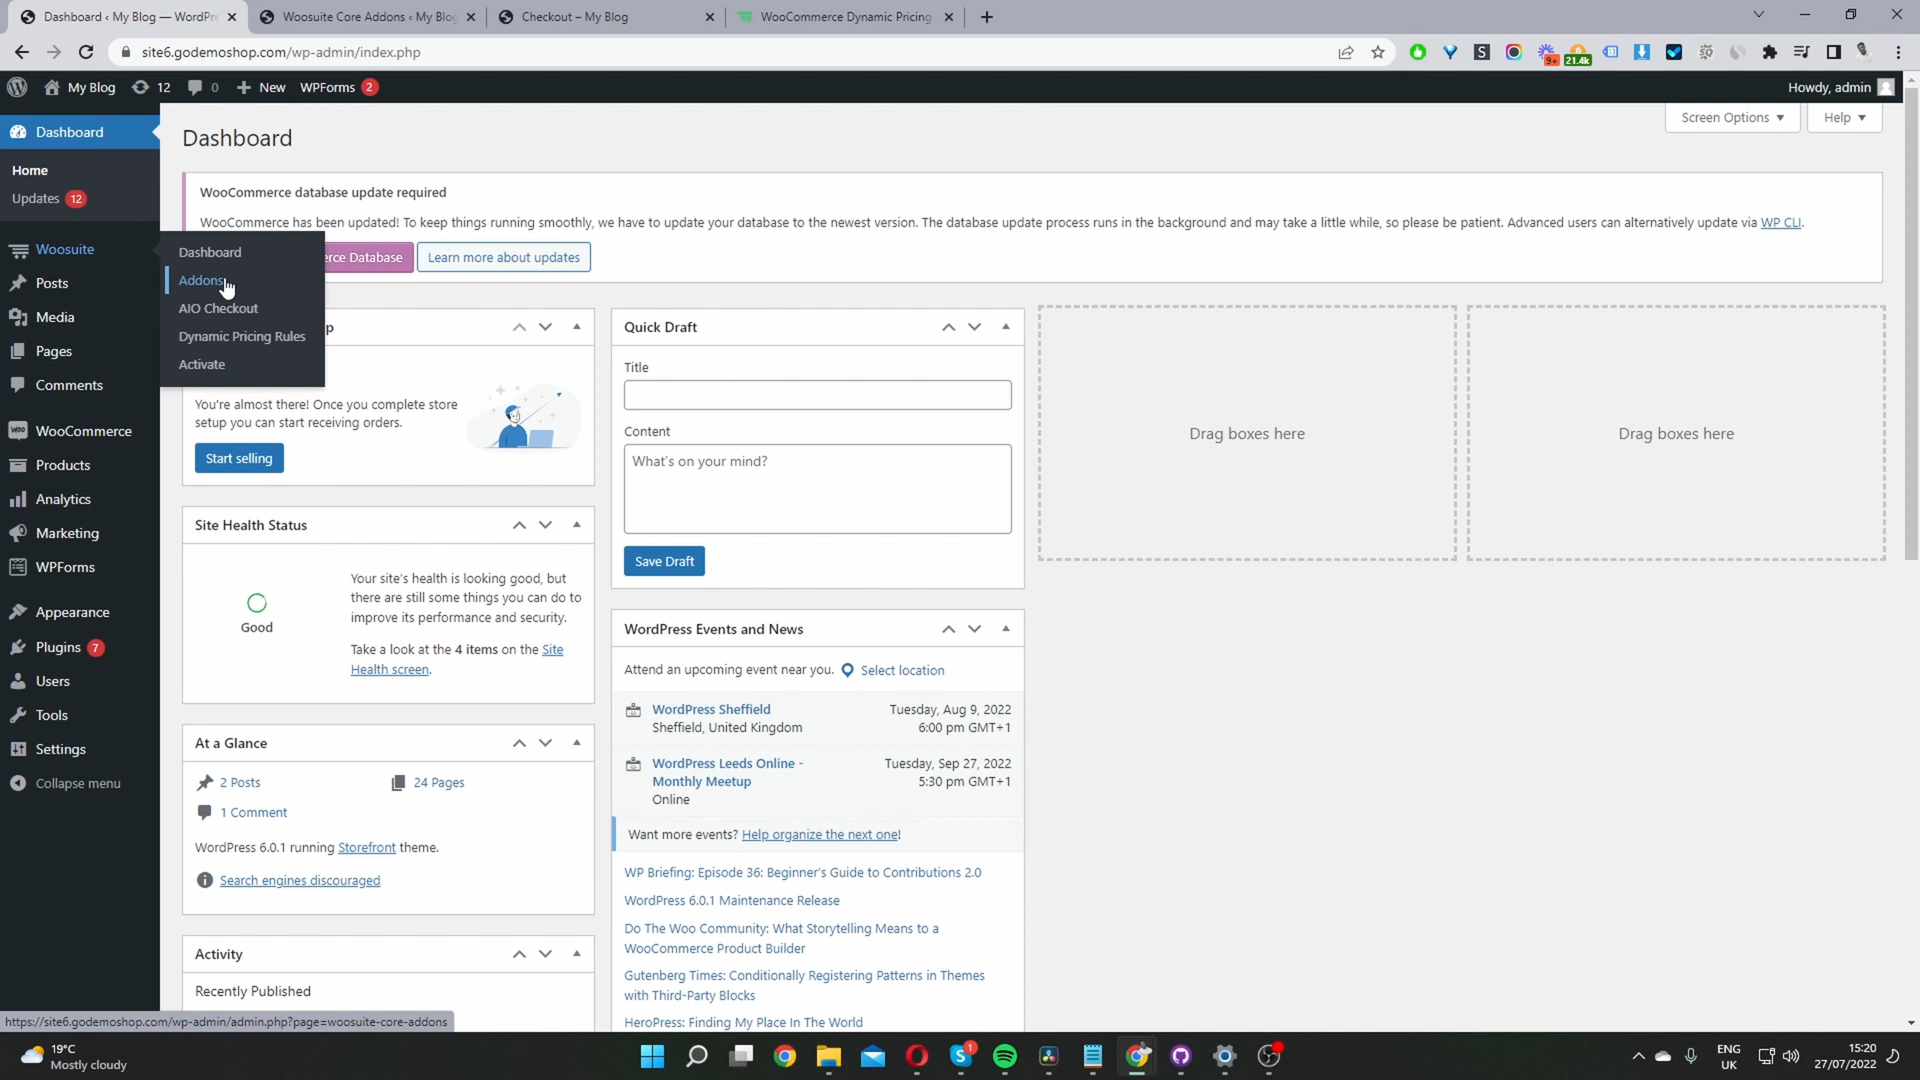 Dashboard ‹ My Blog — WordPre
Woosuite Core Addons ‹ My Blog
Checkout – My Blog
WooCommerce Dynamic Pricing
site6.godemoshop.com/wp-admin/index.php
9+
21.4k
My Blog
12
0
New
WPForms 2
Howdy, admin
Screen Options
Help
Dashboard
Home
Updates 12
Woosuite
Posts
Media
Pages
Comments
WooCommerce
Products
Analytics
Marketing
WPForms
Appearance
Plugins 7
Users
Tools
Settings
Collapse menu
Dashboard
Addons
AIO Checkout
Dynamic Pricing Rules
Activate
Dashboard
WooCommerce database update required
WooCommerce has been updated! To keep things running smoothly, we have to update your database to the newest version. The database update process runs in the background and may take a little while, so please be patient. Advanced users can alternatively update via WP CLI.
rce Database
Learn more about updates
p
You're almost there! Once you complete store
setup you can start receiving orders.
Start selling
Site Health Status
Good
Your site's health is looking good, but
there are still some things you can do to
improve its performance and security.
Take a look at the 4 items on the Site
Health screen.
At a Glance
2 Posts
24 Pages
1 Comment
WordPress 6.0.1 running Storefront theme.
Search engines discouraged
Activity
Recently Published
Quick Draft
Title
Content
What's on your mind?
Save Draft
WordPress Events and News
Attend an upcoming event near you.
Select location
WordPress Sheffield
Sheffield, United Kingdom
Tuesday, Aug 9, 2022
6:00 pm GMT+1
WordPress Leeds Online -
Monthly Meetup
Online
Tuesday, Sep 27, 2022
5:30 pm GMT+1
Want more events? Help organize the next one!
WP Briefing: Episode 36: Beginner's Guide to Contributions 2.0
WordPress 6.0.1 Maintenance Release
Do The Woo Community: What Storytelling Means to a
WooCommerce Product Builder
Gutenberg Times: Conditionally Registering Patterns in Themes
with Third-Party Blocks
HeroPress: Finding My Place In The World
Drag boxes here
Drag boxes here
https://site6.godemoshop.com/wp-admin/admin.php?page=woosuite-core-addons
19°C
Mostly cloudy
1
ENG
UK
15:20
27/07/2022